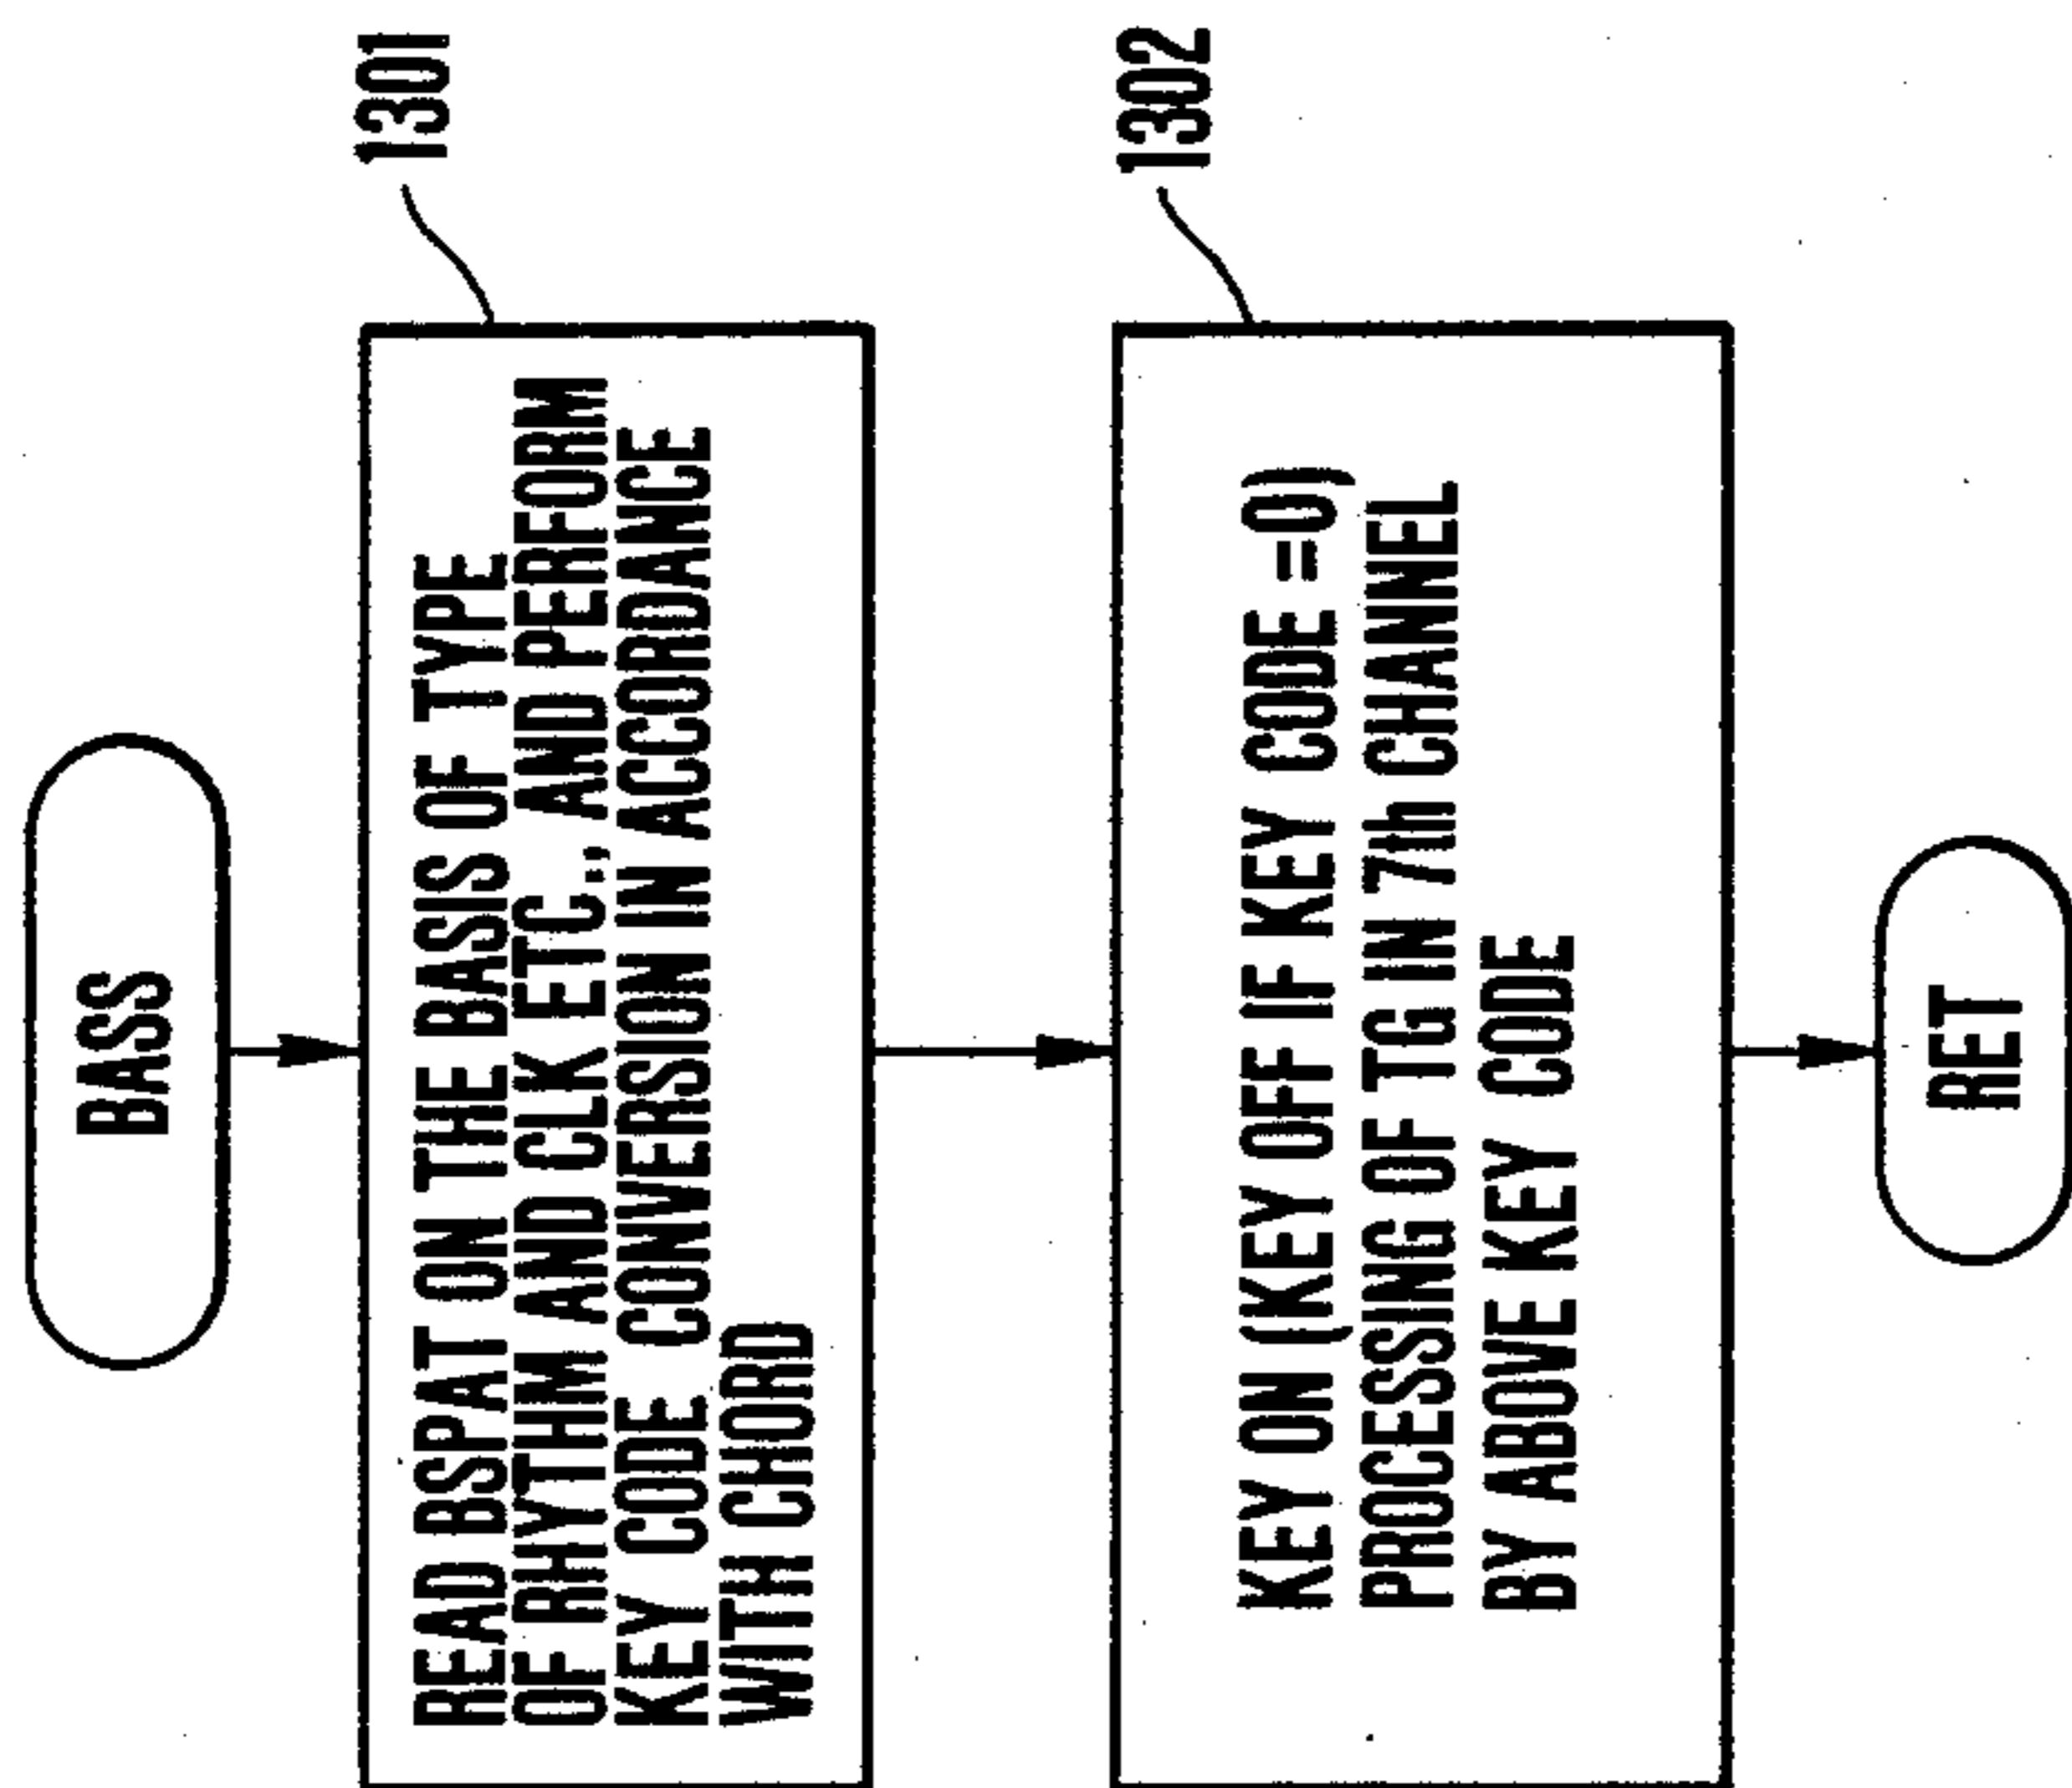 BASS
1301
READ BSPAT ON THE BASIS OF TYPE
OF RHYTHM AND CLK ETC., AND PERFORM
KEY CODE CONVERSION IN ACCORDANCE
WITH CHORD
1302
KEY ON (KEY OFF IF KEY CODE =0)
PROCESSING OF TG IN 7th CHANNEL
BY ABOVE KEY CODE
RET